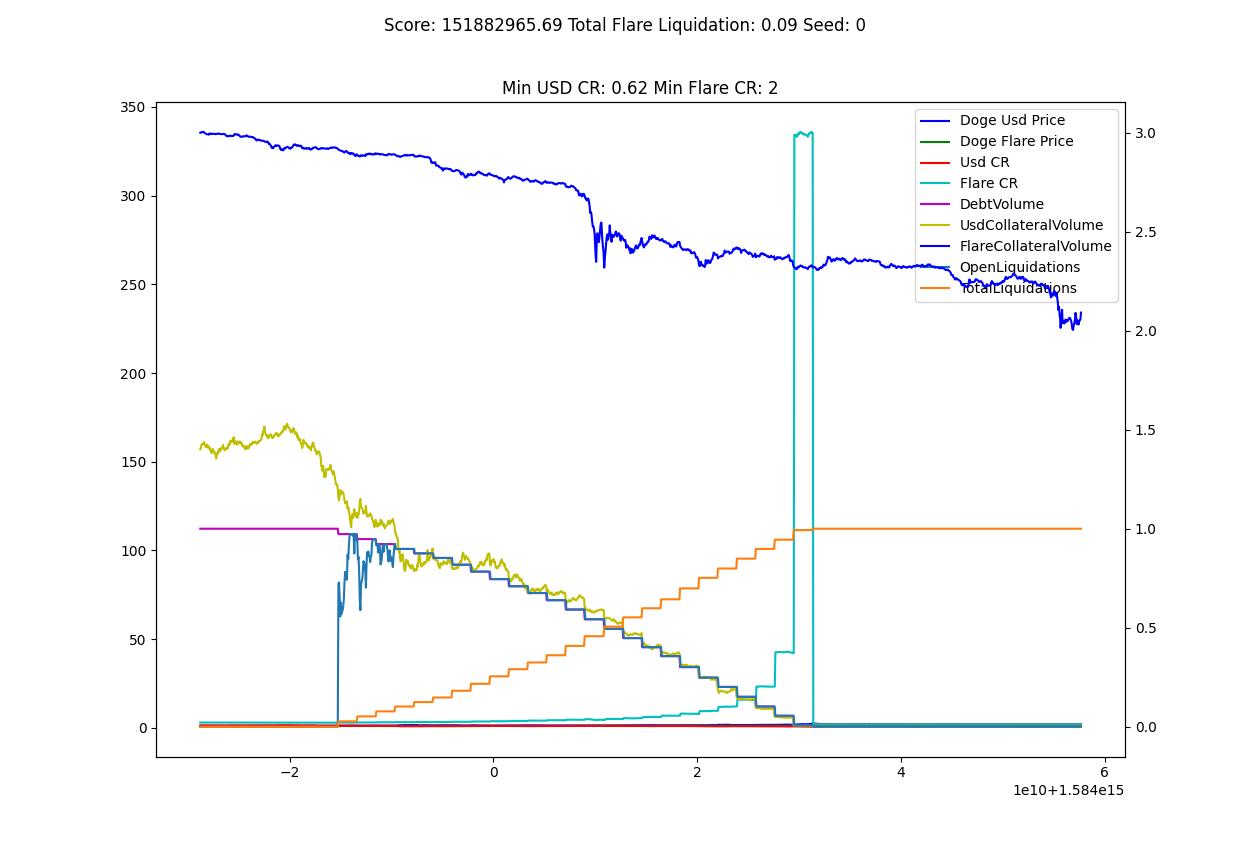 Score: 151882965.69 Total Flare Liquidation: 0.09 Seed: 0
Min USD CR: 0.62 Min Flare CR: 2
350
300
250
200
150
100
50
0
Doge Usd Price
Doge Flare Price
Usd CR
Flare CR
DebtVolume
UsdCollateralVolume
FlareCollateralVolume
OpenLiquidations
TotalLiquidations
3.0
2.5
2.0
1.5
1.0
0.5
0.0
−2 0 2 4 6
1e10+1.584e15